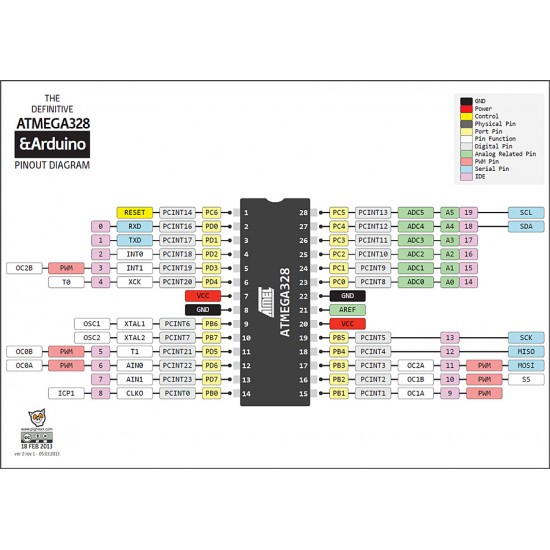 THE
DEFINITIVE
ATMEGA328
&Arduino
PINOUT DIAGRAM
GND
Power
Control
Physical Pin
Port Pin
Pin Function
Digital Pin
Analog Related Pin
PWM Pin
Serial Pin
IDE
RESET PCINT14 PC6 1 28 PC5 PCINT13 ADC5 A5 19 SCL
0 RXD PCINT16 PD0 2 27 PC4 PCINT12 ADC4 A4 18 SDA
1 TXD PCINT17 PD1 3 26 PC3 PCINT11 ADC3 A3 17
2 INT0 PCINT18 PD2 4 25 PC2 PCINT10 ADC2 A2 16
OC2B PWM 3 INT1 PCINT19 PD3 5 24 PC1 PCINT9 ADC1 A1 15
T0 4 XCK PCINT20 PD4 6 23 PC0 PCINT8 ADC0 A0 14
VCC 7 22 GND
GND 8 21 AREF
OSC1 XTAL1 PCINT6 PB6 9 20 VCC
OSC2 XTAL2 PCINT7 PB7 10 19 PB5 PCINT5 13 SCK
OC0B PWM 5 T1 PCINT21 PD5 11 18 PB4 PCINT4 12 MISO
OC0A PWM 6 AIN0 PCINT22 PD6 12 17 PB3 PCINT3 OC2A 11 PWM MOSI
7 AIN1 PCINT23 PD7 13 16 PB2 PCINT2 OC1B 10 PWM SS
ICP1 8 CLKO PCINT0 PB0 14 15 PB1 PCINT1 OC1A 9 PWM
ATMEL
ATMEGA328
18 FEB 2013
ver 2 rev 1 - 05.03.2013